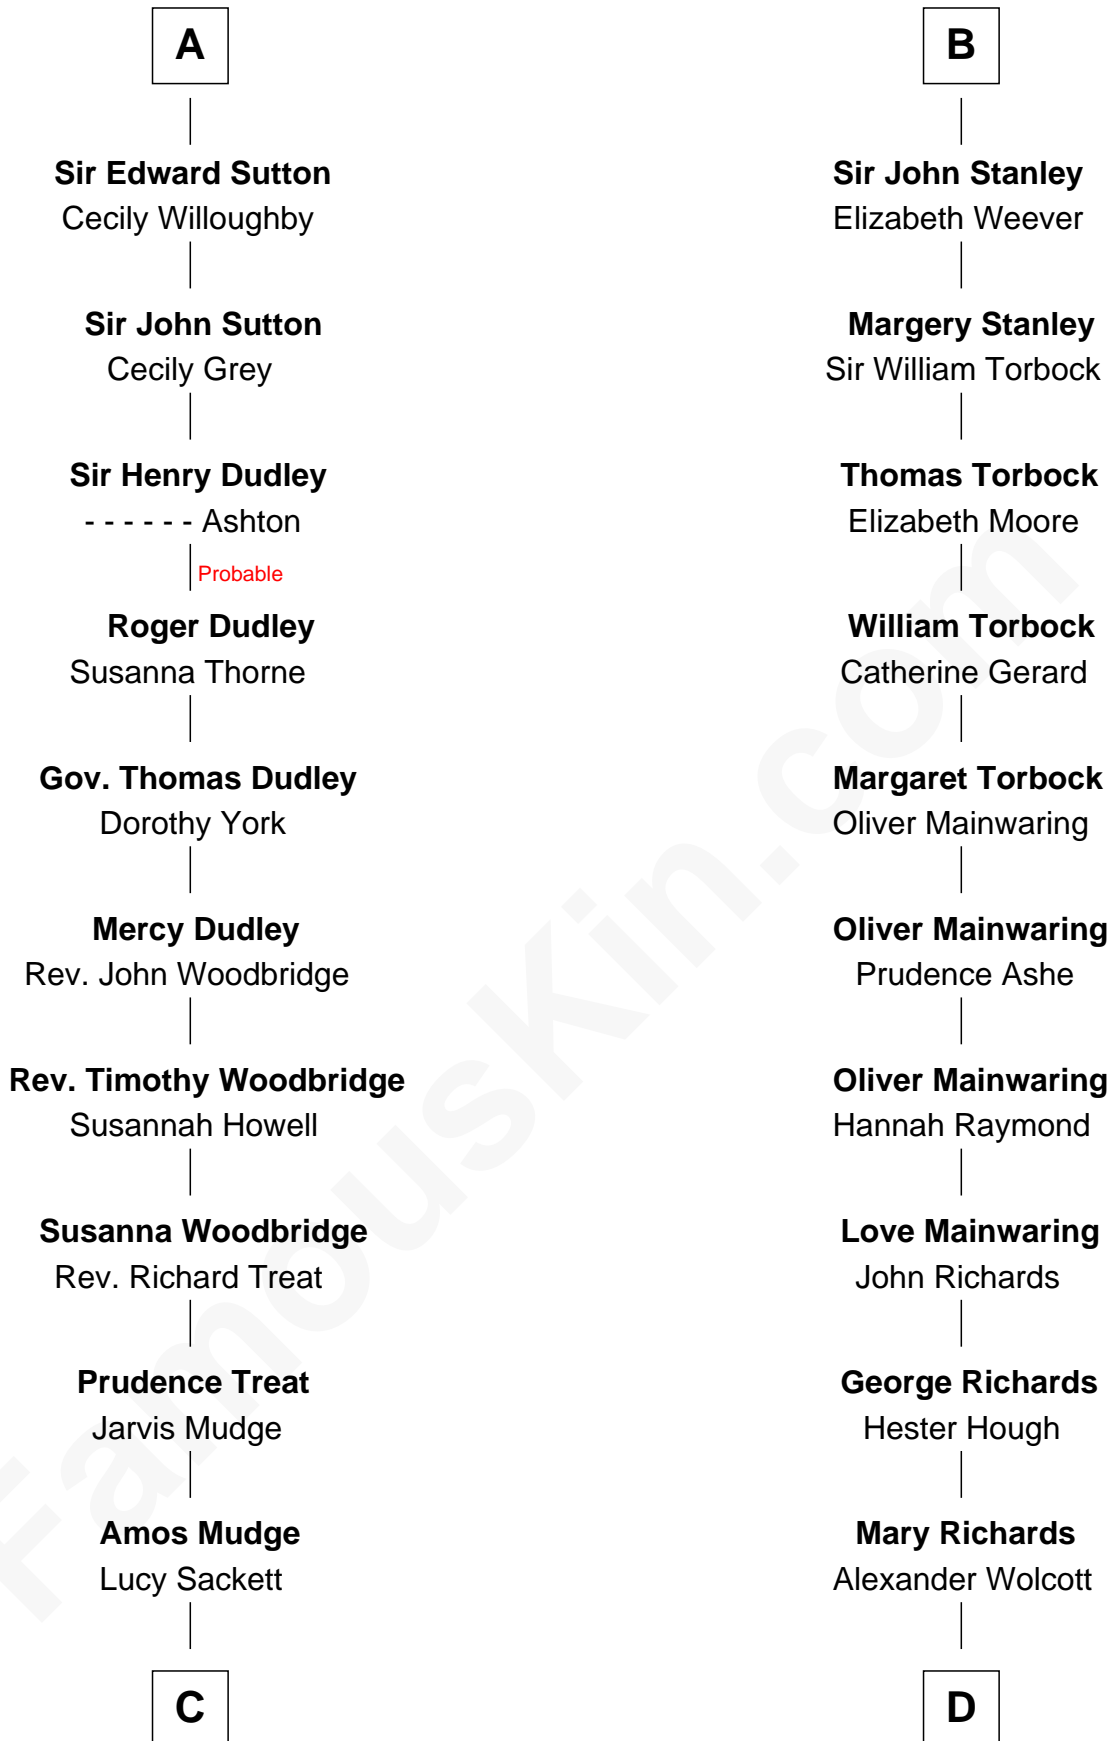 A
Sir Edward Sutton
Cecily Willoughby
Sir John Sutton
Cecily Grey
Sir Henry Dudley
- - - - - - Ashton
Probable
Roger Dudley
Susanna Thorne
Gov. Thomas Dudley
Dorothy York
Mercy Dudley
Rev. John Woodbridge
Rev. Timothy Woodbridge
Susannah Howell
Susanna Woodbridge
Rev. Richard Treat
Prudence Treat
Jarvis Mudge
Amos Mudge
Lucy Sackett
C
B
Sir John Stanley
Elizabeth Weever
Margery Stanley
Sir William Torbock
Thomas Torbock
Elizabeth Moore
William Torbock
Catherine Gerard
Margaret Torbock
Oliver Mainwaring
Oliver Mainwaring
Prudence Ashe
Oliver Mainwaring
Hannah Raymond
Love Mainwaring
John Richards
George Richards
Hester Hough
Mary Richards
Alexander Wolcott
D
FamousKin.com